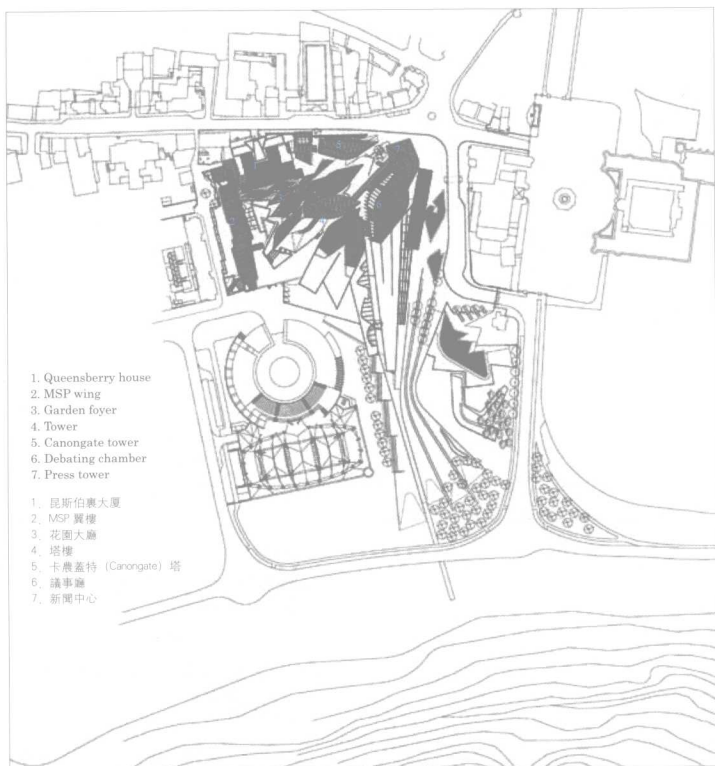 1. Queensberry house
2. MSP wing
3. Garden foyer
4. Tower
5. Canongate tower
6. Debating chamber
7. Press tower
1、昆斯伯裏大厦
2、MSP 翼樓
3、花園大廳
4、塔樓
5、卡農蓋特（Canongate）塔
6、議事廳
7、新聞中心